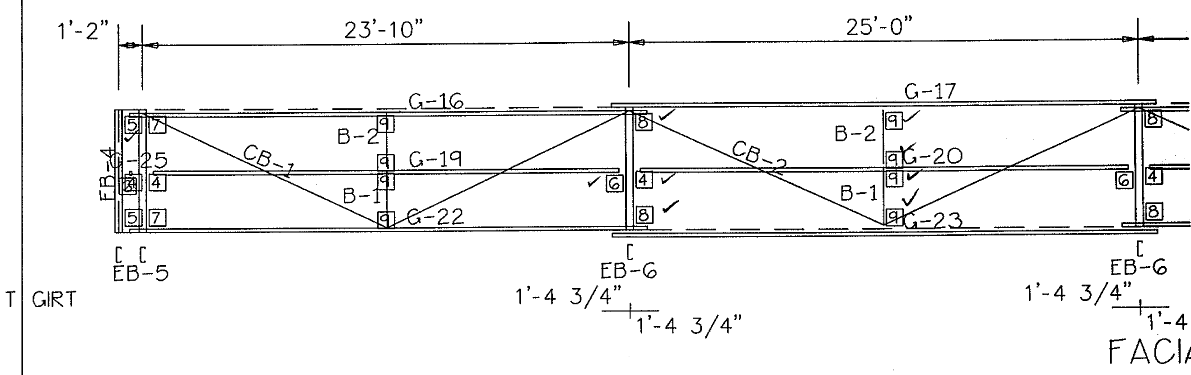 1'-2" 23'-10" 25'-0"
G-16 G-17
5 7 9 8 9 8
B-2 B-2
CB-1 CB-2
G-25 9 G-19 9 G-20
EB-4 4 9 6 4 9 6 4
B-1 B-1
5 7 9 G-22 8 9 G-23 8
EB-5 EB-6 EB-6
T GIRT
1'-4 3/4" 1'-4 3/4"
1'-4 3/4" 1'-4
FACIA